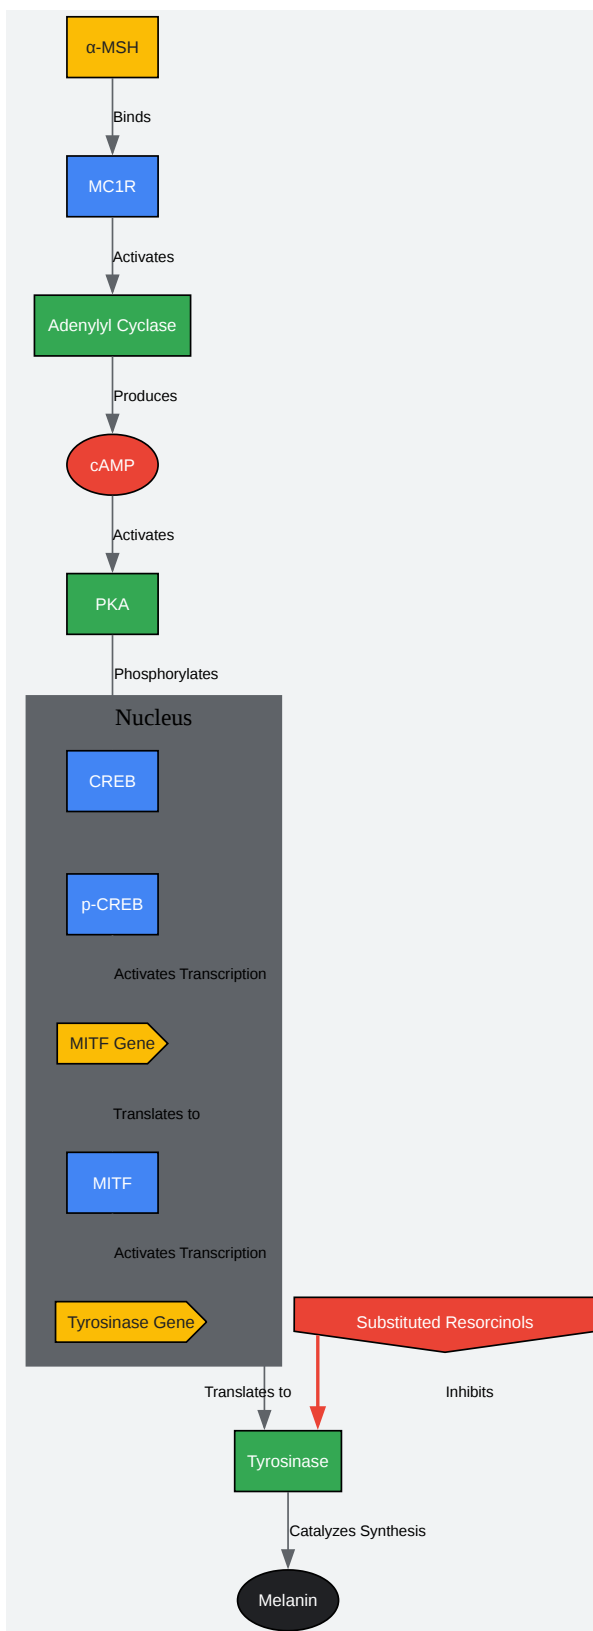 α-MSH
Binds
MC1R
Activates
Adenylyl Cyclase
Produces
cAMP
Activates
PKA
Phosphorylates
Nucleus
CREB
p-CREB
Activates Transcription
MITF Gene
Translates to
MITF
Activates Transcription
Tyrosinase Gene
Substituted Resorcinols
Translates to
Inhibits
Tyrosinase
Catalyzes Synthesis
Melanin